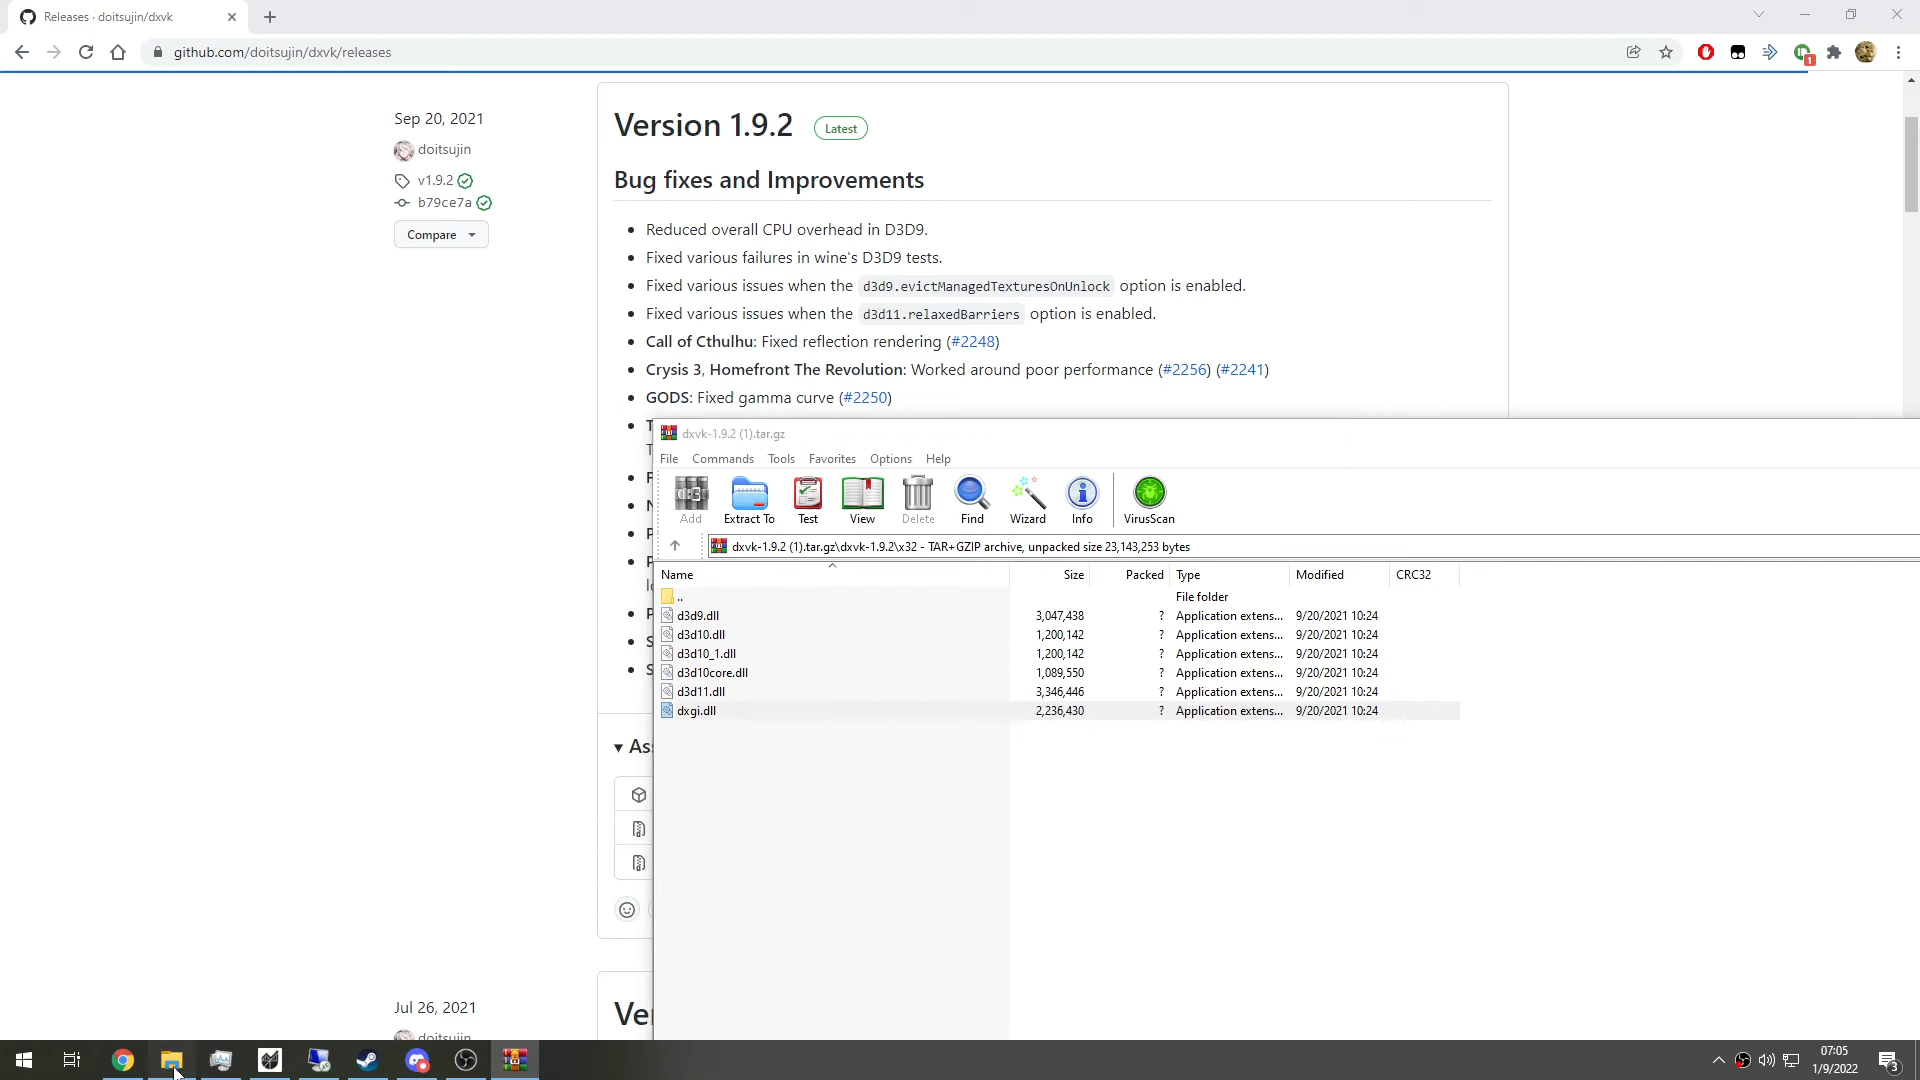 Releases · doitsujin/dxvk
github.com/doitsujin/dxvk/releases
1
Sep 20, 2021
doitsujin
v1.9.2
b79ce7a
Compare
Version 1.9.2
Latest
Bug fixes and Improvements
Reduced overall CPU overhead in D3D9.
Fixed various failures in wine's D3D9 tests.
Fixed various issues when the d3d9.evictManagedTexturesOnUnlock option is enabled.
Fixed various issues when the d3d11.relaxedBarriers option is enabled.
Call of Cthulhu: Fixed reflection rendering (#2248)
Crysis 3, Homefront The Revolution: Worked around poor performance (#2256) (#2241)
GODS: Fixed gamma curve (#2250)
dxvk-1.9.2 (1).tar.gz
File Commands Tools Favorites Options Help
Add Extract To Test View Delete Find Wizard Info VirusScan
dxvk-1.9.2 (1).tar.gz\dxvk-1.9.2\x32 - TAR+GZIP archive, unpacked size 23,143,253 bytes
Name Size Packed Type Modified CRC32
.. File folder
d3d9.dll 3,047,438 ? Application extens... 9/20/2021 10:24
d3d10.dll 1,200,142 ? Application extens... 9/20/2021 10:24
d3d10_1.dll 1,200,142 ? Application extens... 9/20/2021 10:24
d3d10core.dll 1,089,550 ? Application extens... 9/20/2021 10:24
d3d11.dll 3,346,446 ? Application extens... 9/20/2021 10:24
dxgi.dll 2,236,430 ? Application extens... 9/20/2021 10:24
Ass
Jul 26, 2021
doitsujin
Ver
07:05
1/9/2022
3